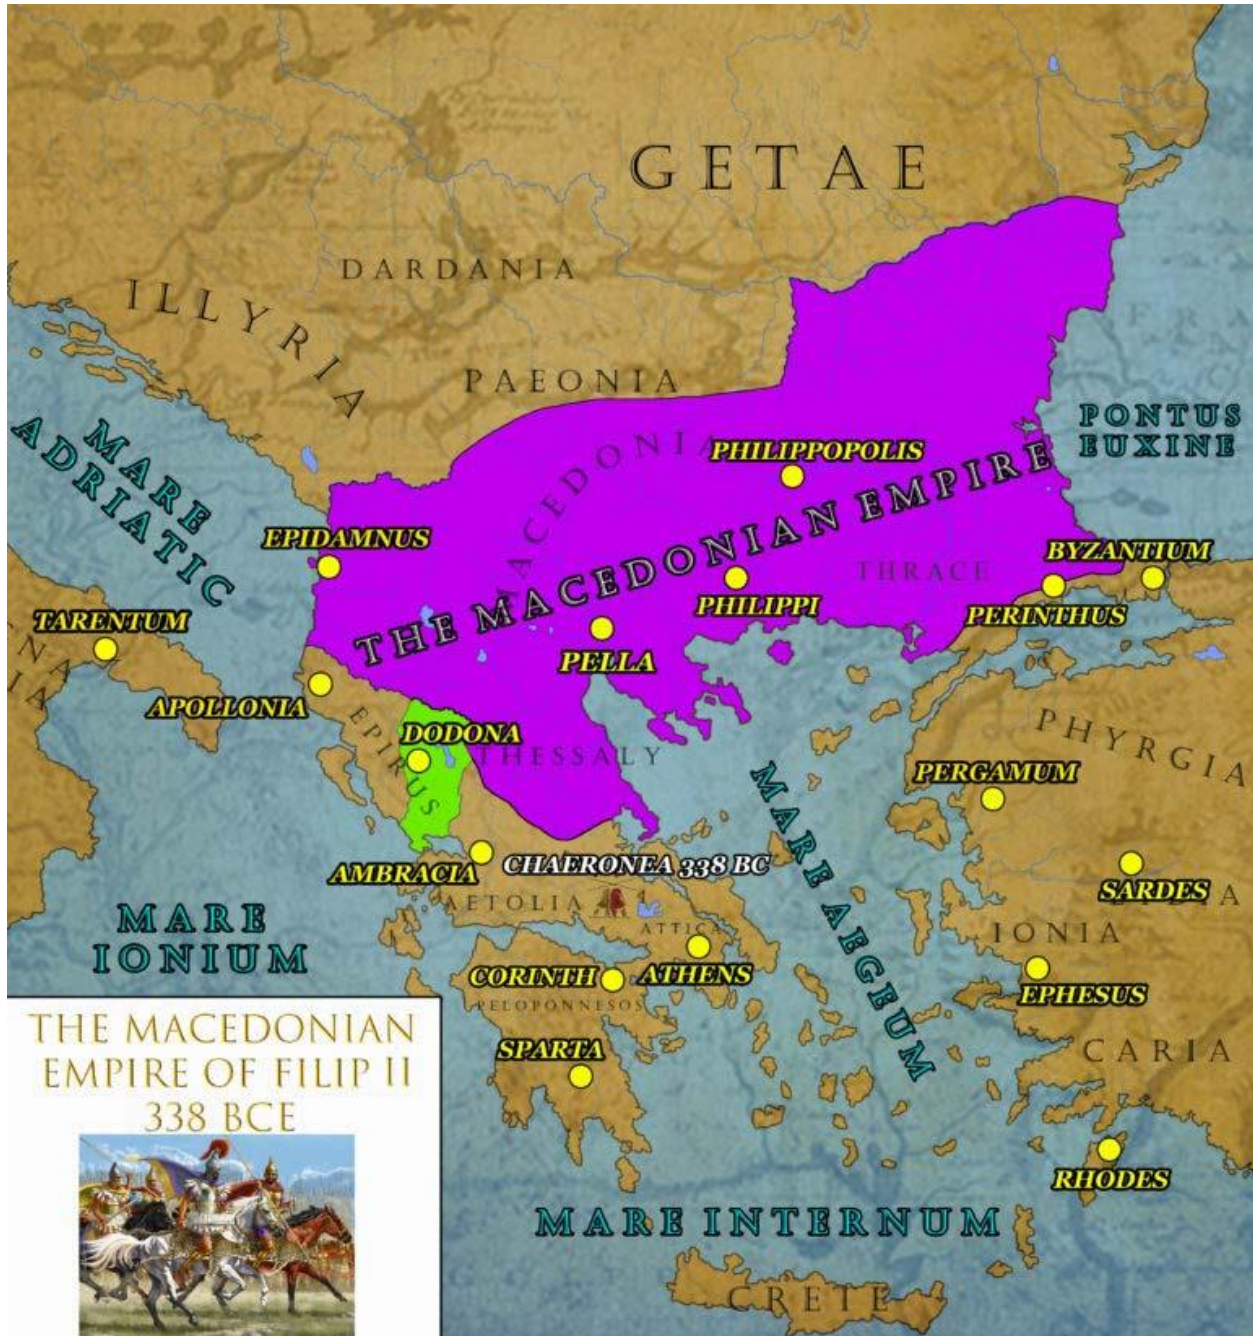 GETAE
DARDANIA
ILLYRIA
PAEONIA
MACEDONIA
PHILIPPOPOLIS
PONTUS
EUXINE
MARE
ADRIATIC
THE MACEDONIAN EMPIRE
EPIDAMNUS
BYZANTIUM
THRACE
PHILIPPI
PERINTHUS
TARENTUM
PELLA
APOLLONIA
EPIRUS
DODONA
THESSALY
PHYRGIA
PERGAMUM
MARE AEGEUM
AMBRACIA
CHAERONEA 338 BC
SARDES
AETOLIA
ATTICA
MARE
IONIUM
IONIA
CORINTH
ATHENS
EPHESUS
PELOPONNESOS
SPARTA
CARIA
RHODES
MARE INTERNUM
CRETE
THE MACEDONIAN
EMPIRE OF FILIP II
338 BCE